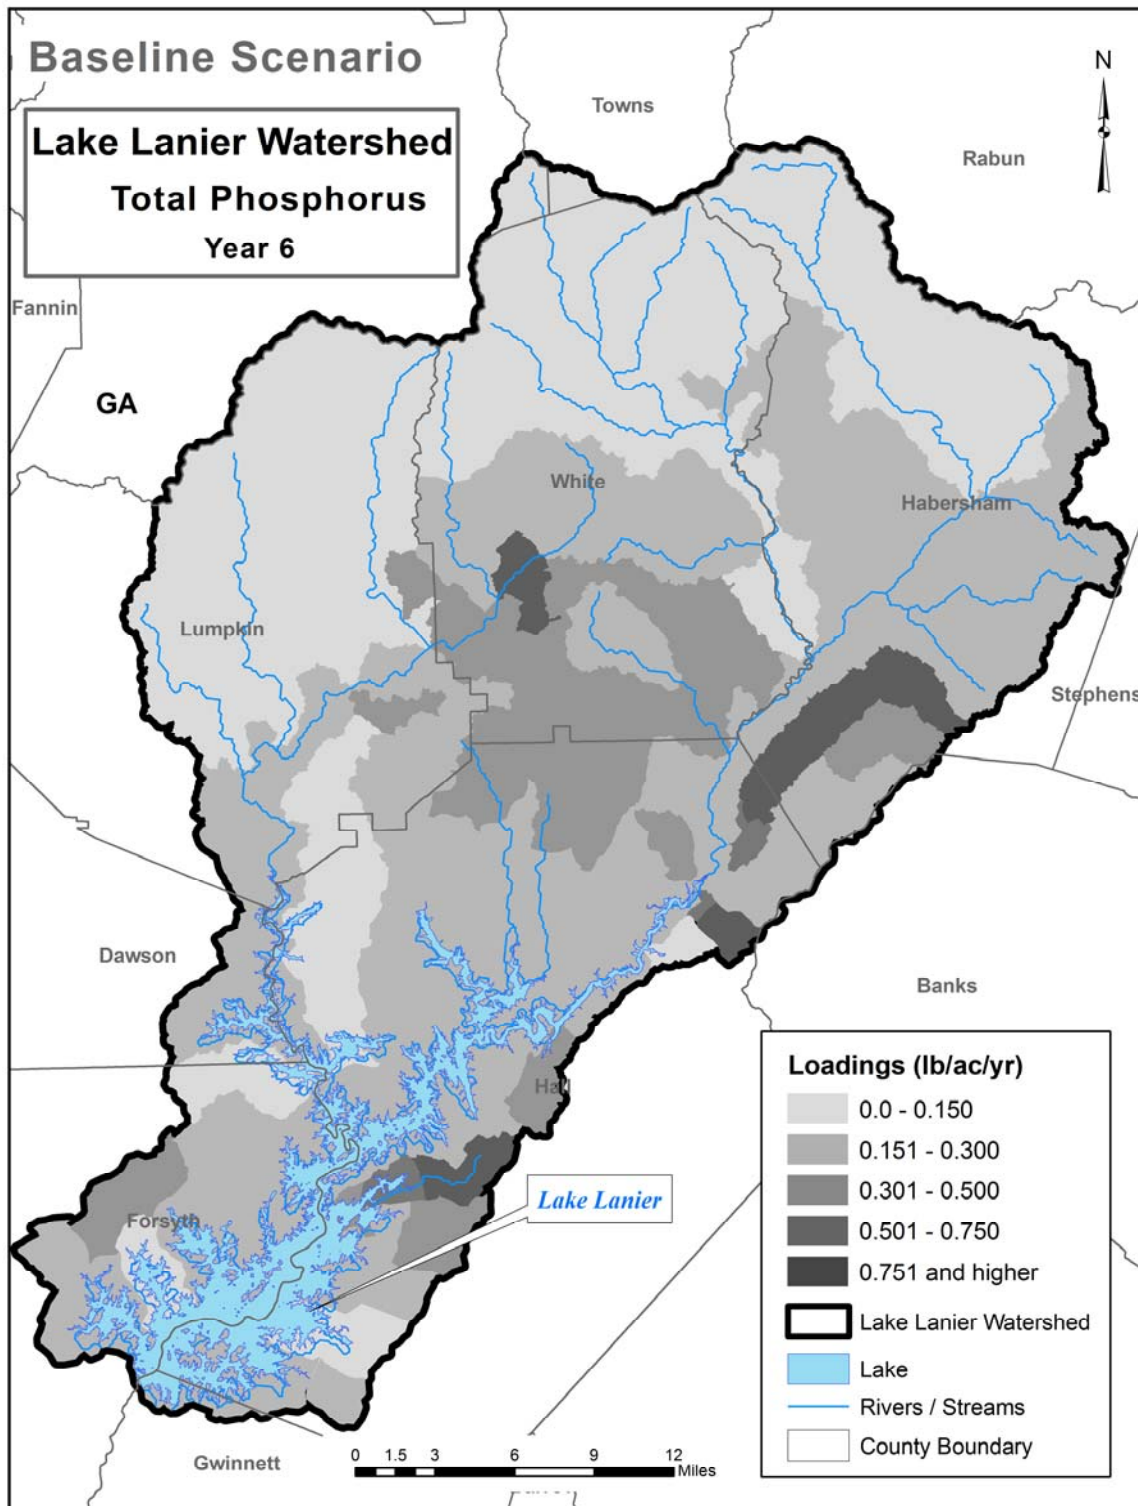 Baseline Scenario
Lake Lanier Watershed
Total Phosphorus
Year 6
N
Towns
Rabun
Fannin
GA
White
Habersham
Lumpkin
Stephens
Dawson
Banks
Hall
Lake Lanier
Forsyth
Gwinnett
Loadings (lb/ac/yr)
0.0 - 0.150
0.151 - 0.300
0.301 - 0.500
0.501 - 0.750
0.751 and higher
Lake Lanier Watershed
Lake
Rivers / Streams
County Boundary
0 1.5 3 6 9 12
Miles